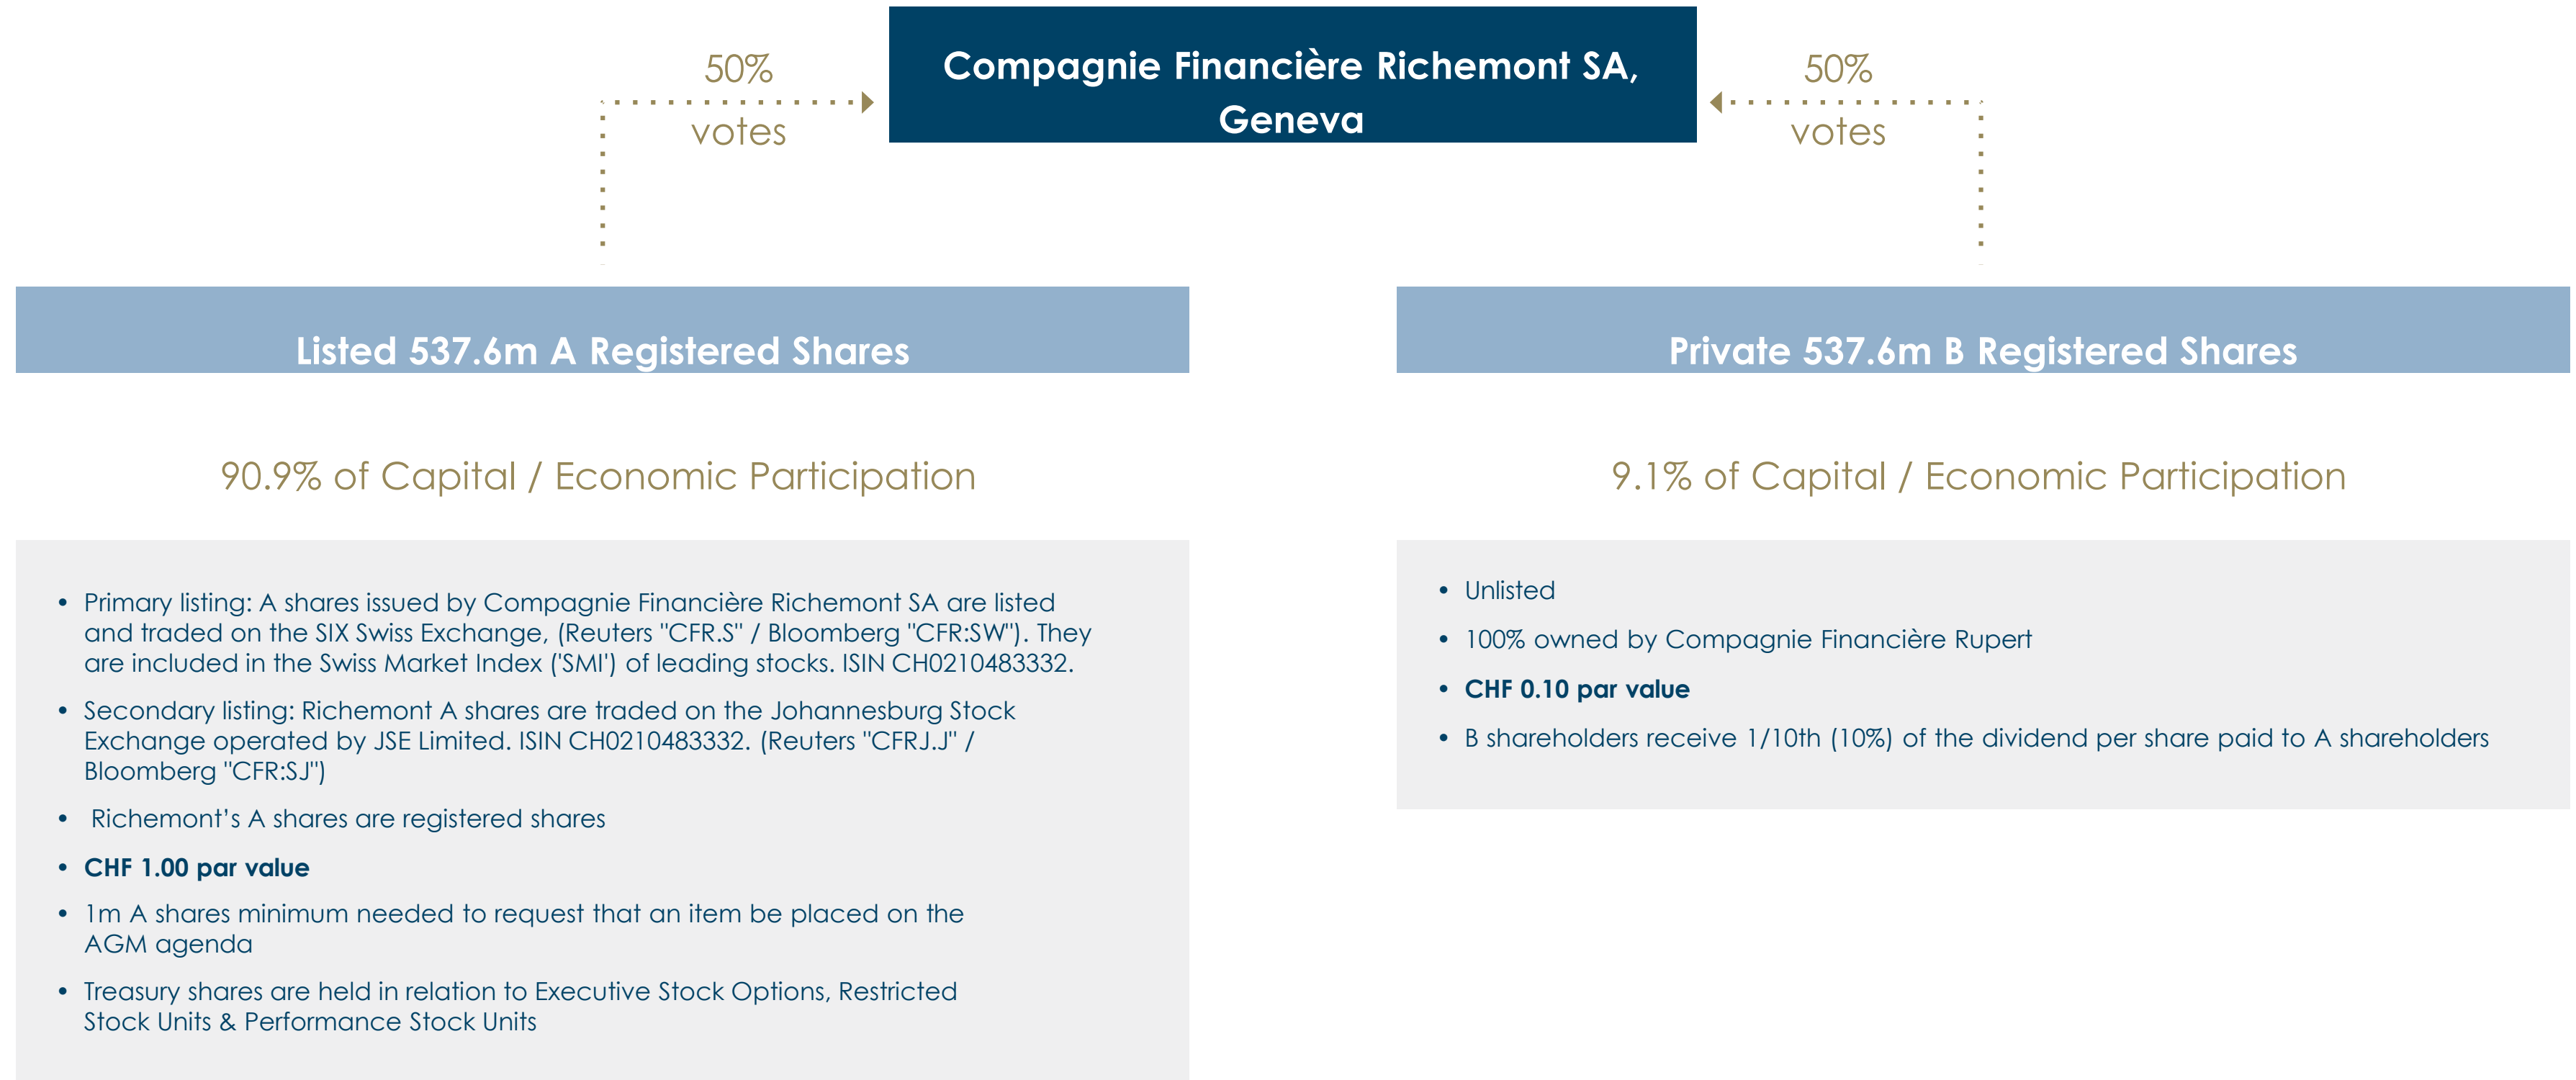 Compagnie Financière Richemont SA,
Geneva
50%
votes
50%
votes
Listed 537.6m A Registered Shares
90.9% of Capital / Economic Participation
• Primary listing: A shares issued by Compagnie Financière Richemont SA are listed
and traded on the SIX Swiss Exchange, (Reuters "CFR.S" / Bloomberg "CFR:SW"). They
are included in the Swiss Market Index ('SMI') of leading stocks. ISIN CH0210483332.
• Secondary listing: Richemont A shares are traded on the Johannesburg Stock
Exchange operated by JSE Limited. ISIN CH0210483332. (Reuters "CFRJ.J" /
Bloomberg "CFR:SJ")
• Richemont’s A shares are registered shares
• CHF 1.00 par value
• 1m A shares minimum needed to request that an item be placed on the
AGM agenda
• Treasury shares are held in relation to Executive Stock Options, Restricted
Stock Units & Performance Stock Units
Private 537.6m B Registered Shares
9.1% of Capital / Economic Participation
• Unlisted
• 100% owned by Compagnie Financière Rupert
• CHF 0.10 par value
• B shareholders receive 1/10th (10%) of the dividend per share paid to A shareholders